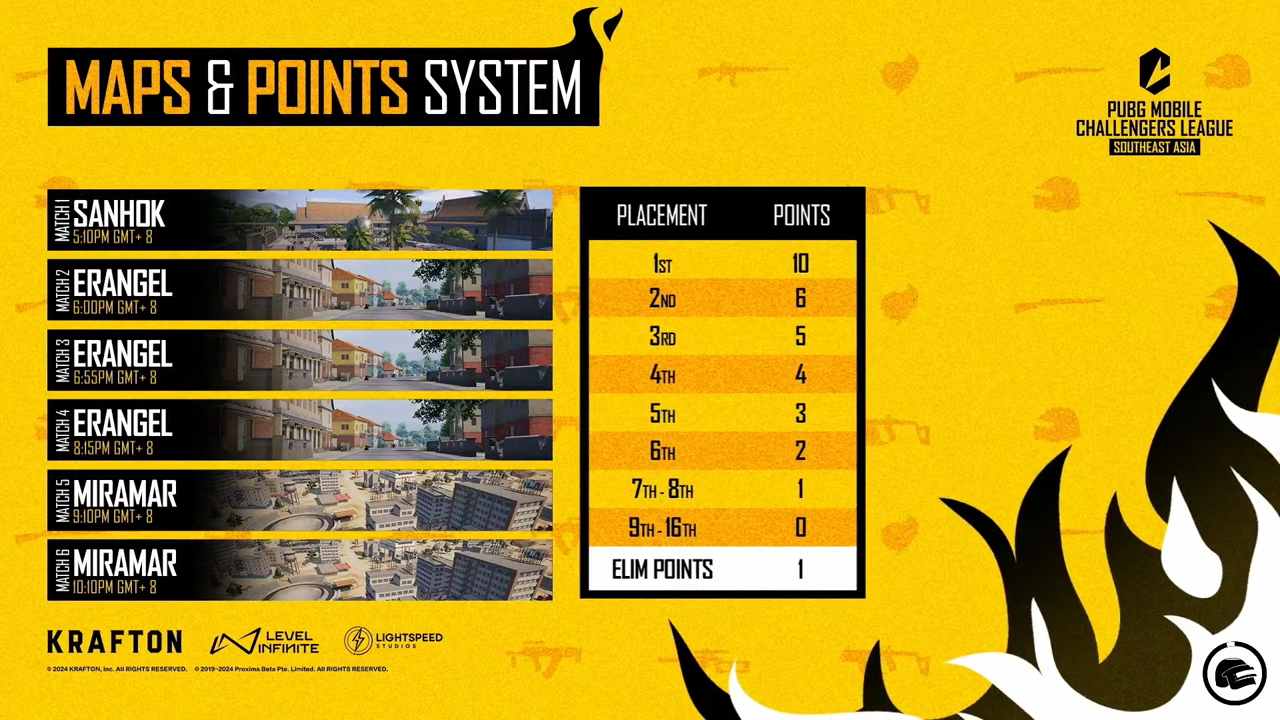 MAPS & POINTS SYSTEM
PUBG MOBILE
CHALLENGERS LEAGUE
SOUTHEAST ASIA
MATCH 1
SANHOK
5:10PM GMT+ 8
MATCH 2
ERANGEL
6:00PM GMT+ 8
MATCH 3
ERANGEL
6:55PM GMT+ 8
MATCH 4
ERANGEL
8:15PM GMT+ 8
MATCH 5
MIRAMAR
9:10PM GMT+ 8
MATCH 6
MIRAMAR
10:10PM GMT+ 8
PLACEMENT POINTS
1ST 10
2ND 6
3RD 5
4TH 4
5TH 3
6TH 2
7TH - 8TH 1
9TH - 16TH 0
ELIM POINTS 1
KRAFTON
LEVEL
INFINITE
LIGHTSPEED
STUDIOS
© 2024 KRAFTON, Inc. All RIGHTS RESERVED. © 2019-2024 Proxima Beta Pte. Limited. All RIGHTS RESERVED.